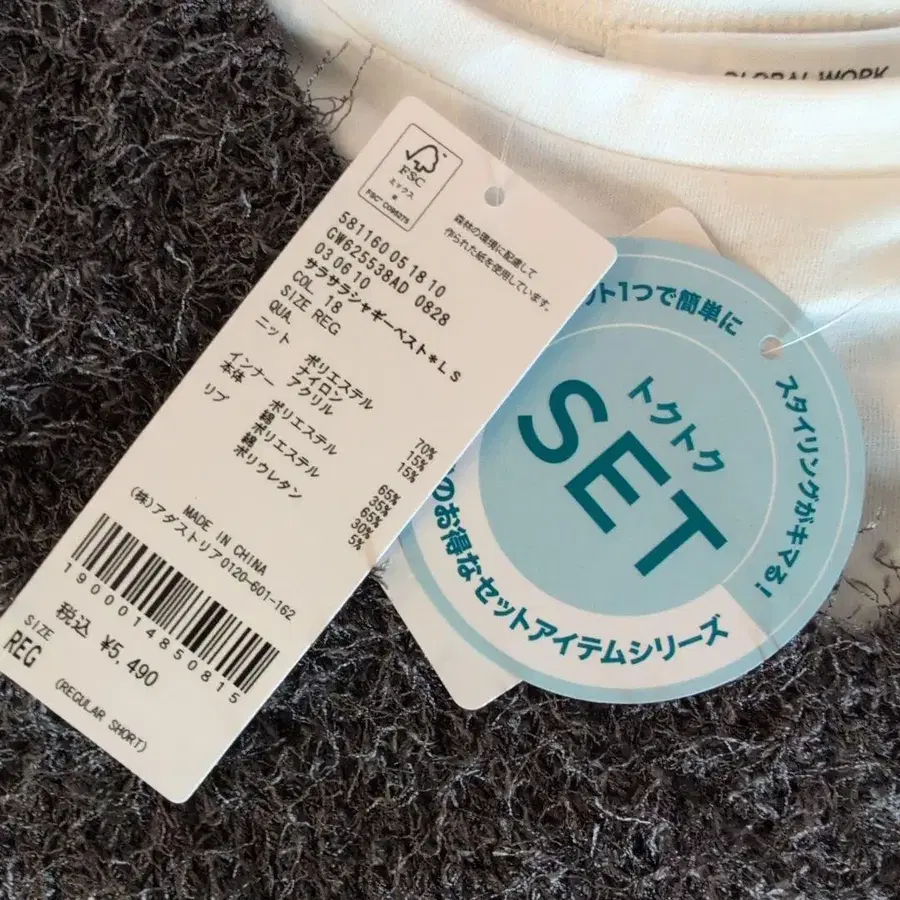 GLOBAL WORK
FSC
ミックス
FSC® C095275
森林の環境に配慮して
作られた紙を使用しています。
581160 05 18 10
GW625538AD 0828
03 06 10
サラサラシャギーベスト*LS
COL 18
SIZE REG
QUA
ニット ポリエステル 70%
ナイロン 15%
アクリル 15%
インナー
本体 ポリエステル 65%
綿 35%
リブ ポリエステル 65%
綿 30%
ポリウレタン 5%
MADE IN CHINA
(株)アダストリア0120-601-162
1900014850815
税込 ¥5,490
SIZE
REG
(REGULAR SHORT)
ット1つで簡単に
スタイリングがキマる!
トクトク
SET
のお得なセットアイテムシリーズ